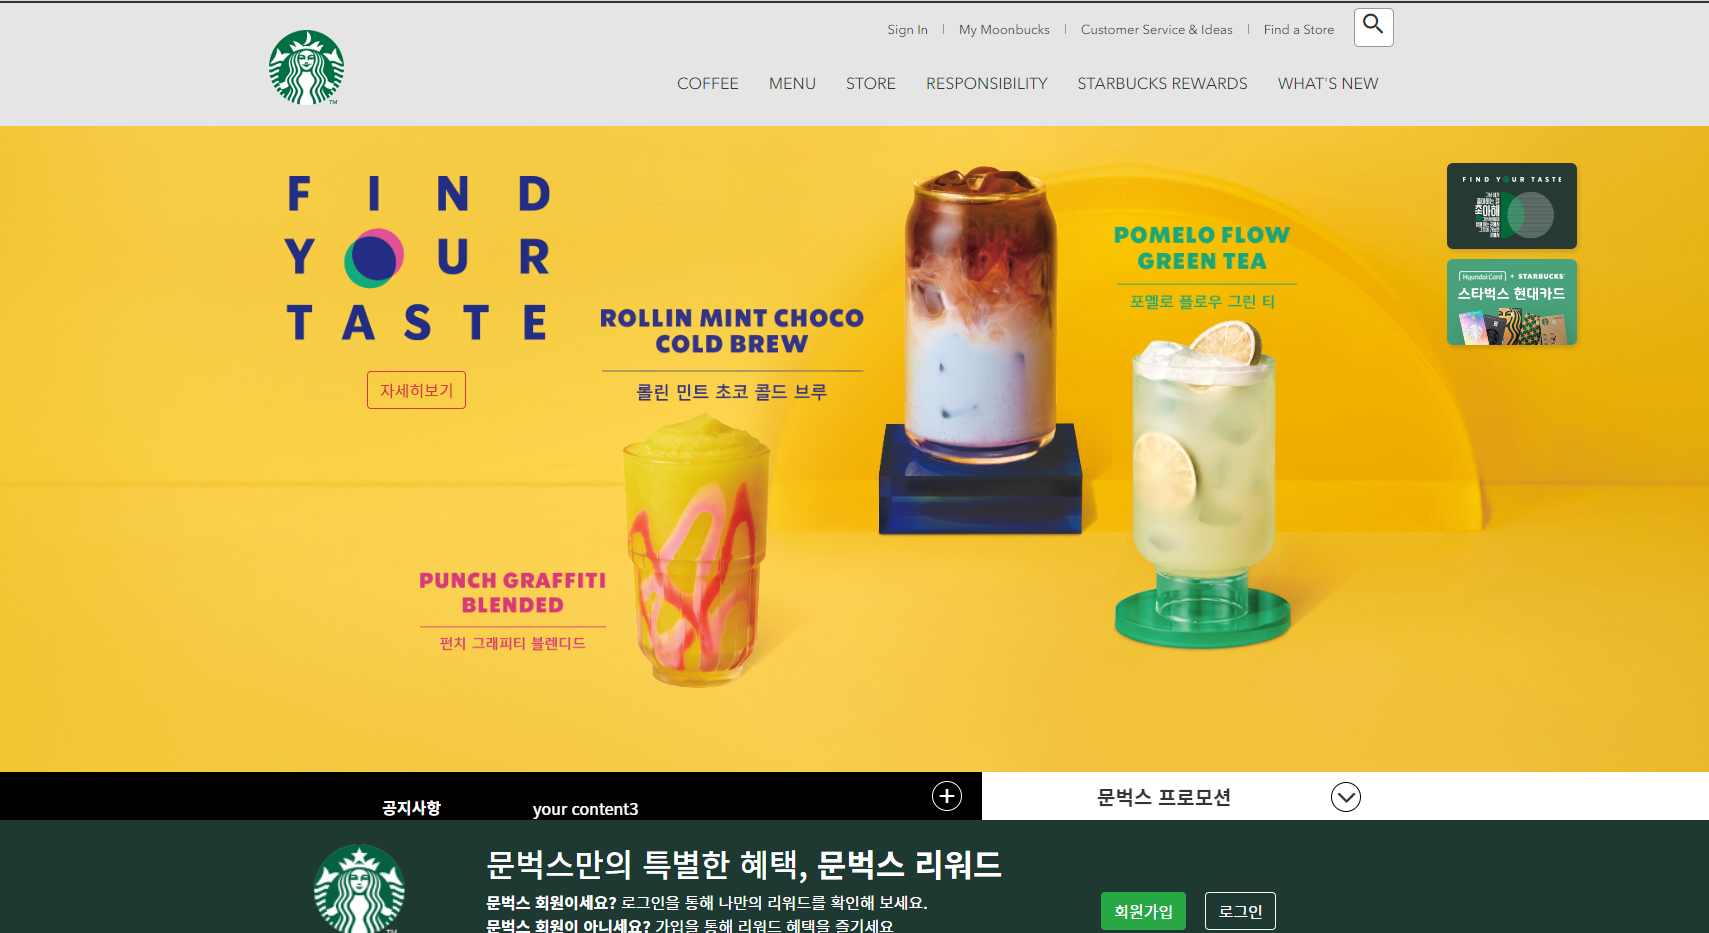 Sign In
My Moonbucks
Customer Service & Ideas
Find a Store
COFFEE
MENU
STORE
RESPONSIBILITY
STARBUCKS REWARDS
WHAT'S NEW
TM
FIND
YOUR
TASTE
자세히보기
ROLLIN MINT CHOCO
COLD BREW
롤린 민트 초코 콜드 브루
POMELO FLOW
GREEN TEA
포멜로 플로우 그린 티
PUNCH GRAFFITI
BLENDED
펀치 그래피티 블렌디드
FIND YOUR TASTE
좋아해
Hyundai Card + STARBUCKS
스타벅스 현대카드
공지사항
your content3
문벅스 프로모션
문벅스만의 특별한 혜택, 문벅스 리워드
문벅스 회원이세요? 로그인을 통해 나만의 리워드를 확인해 보세요.
문벅스 회원이 아니세요? 가입을 통해 리워드 혜택을 즐기세요
회원가입
로그인
TM